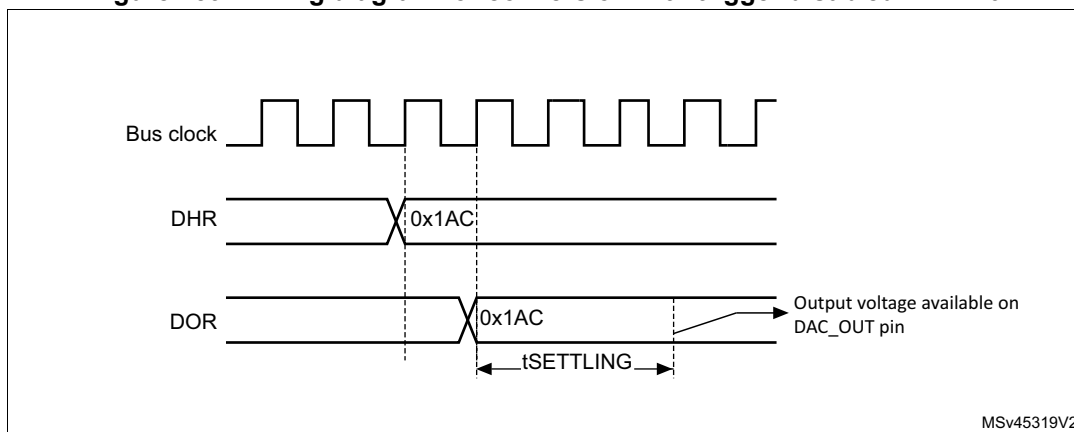 Bus clock
DHR
0x1AC
DOR
0x1AC
Output voltage available on
DAC_OUT pin
tSETTLING
MSv45319V2